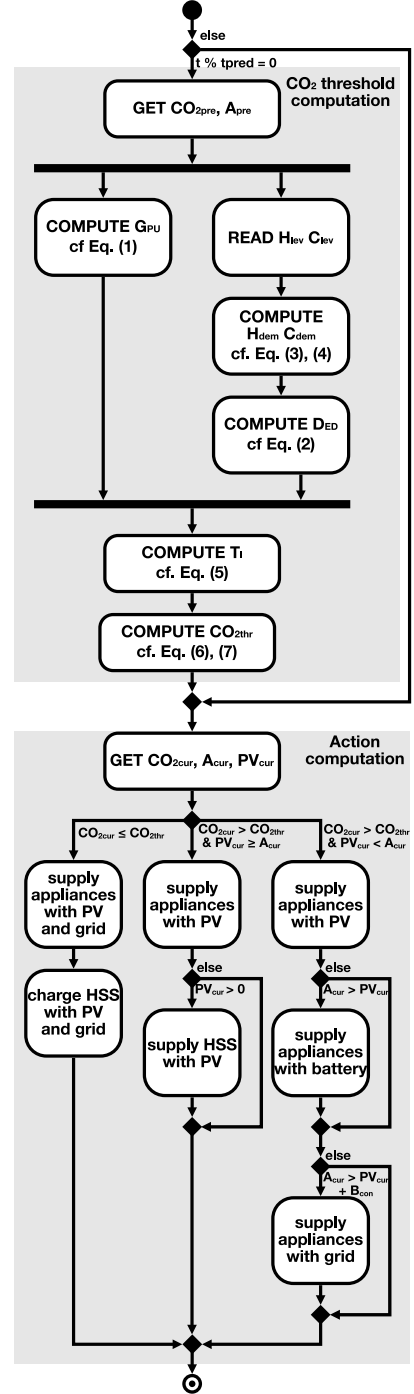 else
t % tpred = 0
CO₂ threshold
computation
GET CO₂pre, Apre
COMPUTE GPU
cf Eq. (1)
READ Hlev Clev
COMPUTE
Hdem Cdem
cf. Eq. (3), (4)
COMPUTE DED
cf Eq. (2)
COMPUTE TI
cf. Eq. (5)
COMPUTE CO₂thr
cf. Eq. (6), (7)
Action
computation
GET CO₂cur, Acur, PVcur
CO₂cur ≤ CO₂thr
CO₂cur > CO₂thr
& PVcur ≥ Acur
CO₂cur > CO₂thr
& PVcur < Acur
supply
appliances
with PV
and grid
supply
appliances
with PV
supply
appliances
with PV
else
PVcur > 0
else
Acur > PVcur
charge HSS
with PV
and grid
supply HSS
with PV
supply
appliances
with battery
else
Acur > PVcur
+ Bcon
supply
appliances
with grid